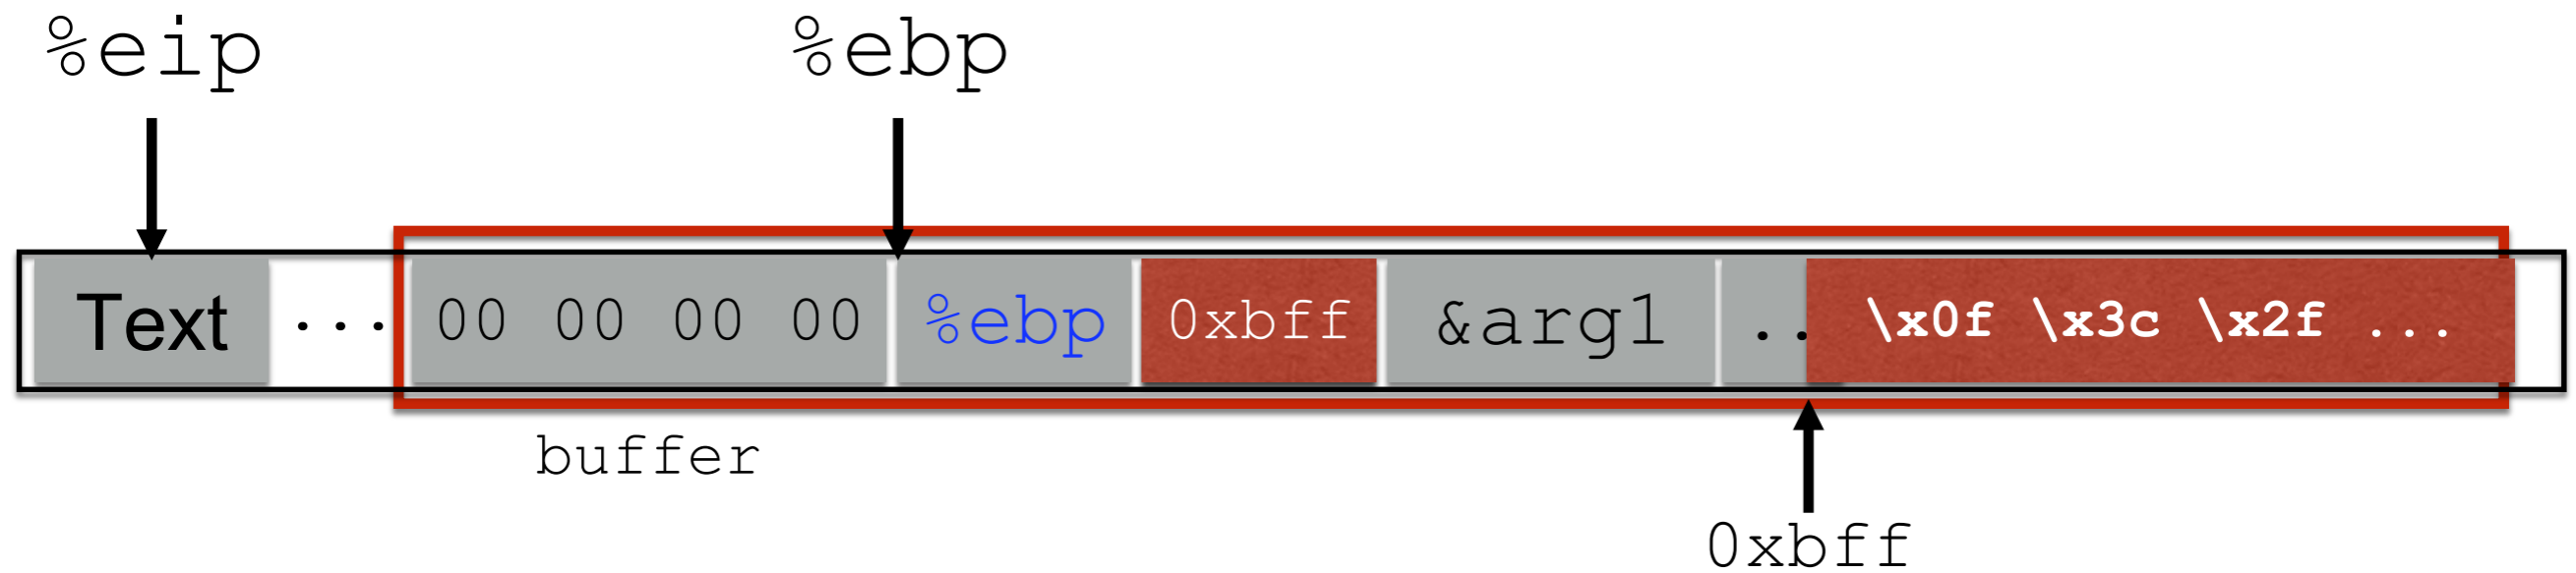 %eip %ebp
Text ... 00 00 00 00 %ebp 0xbff &arg1 .. \x0f \x3c \x2f ...
buffer
0xbff